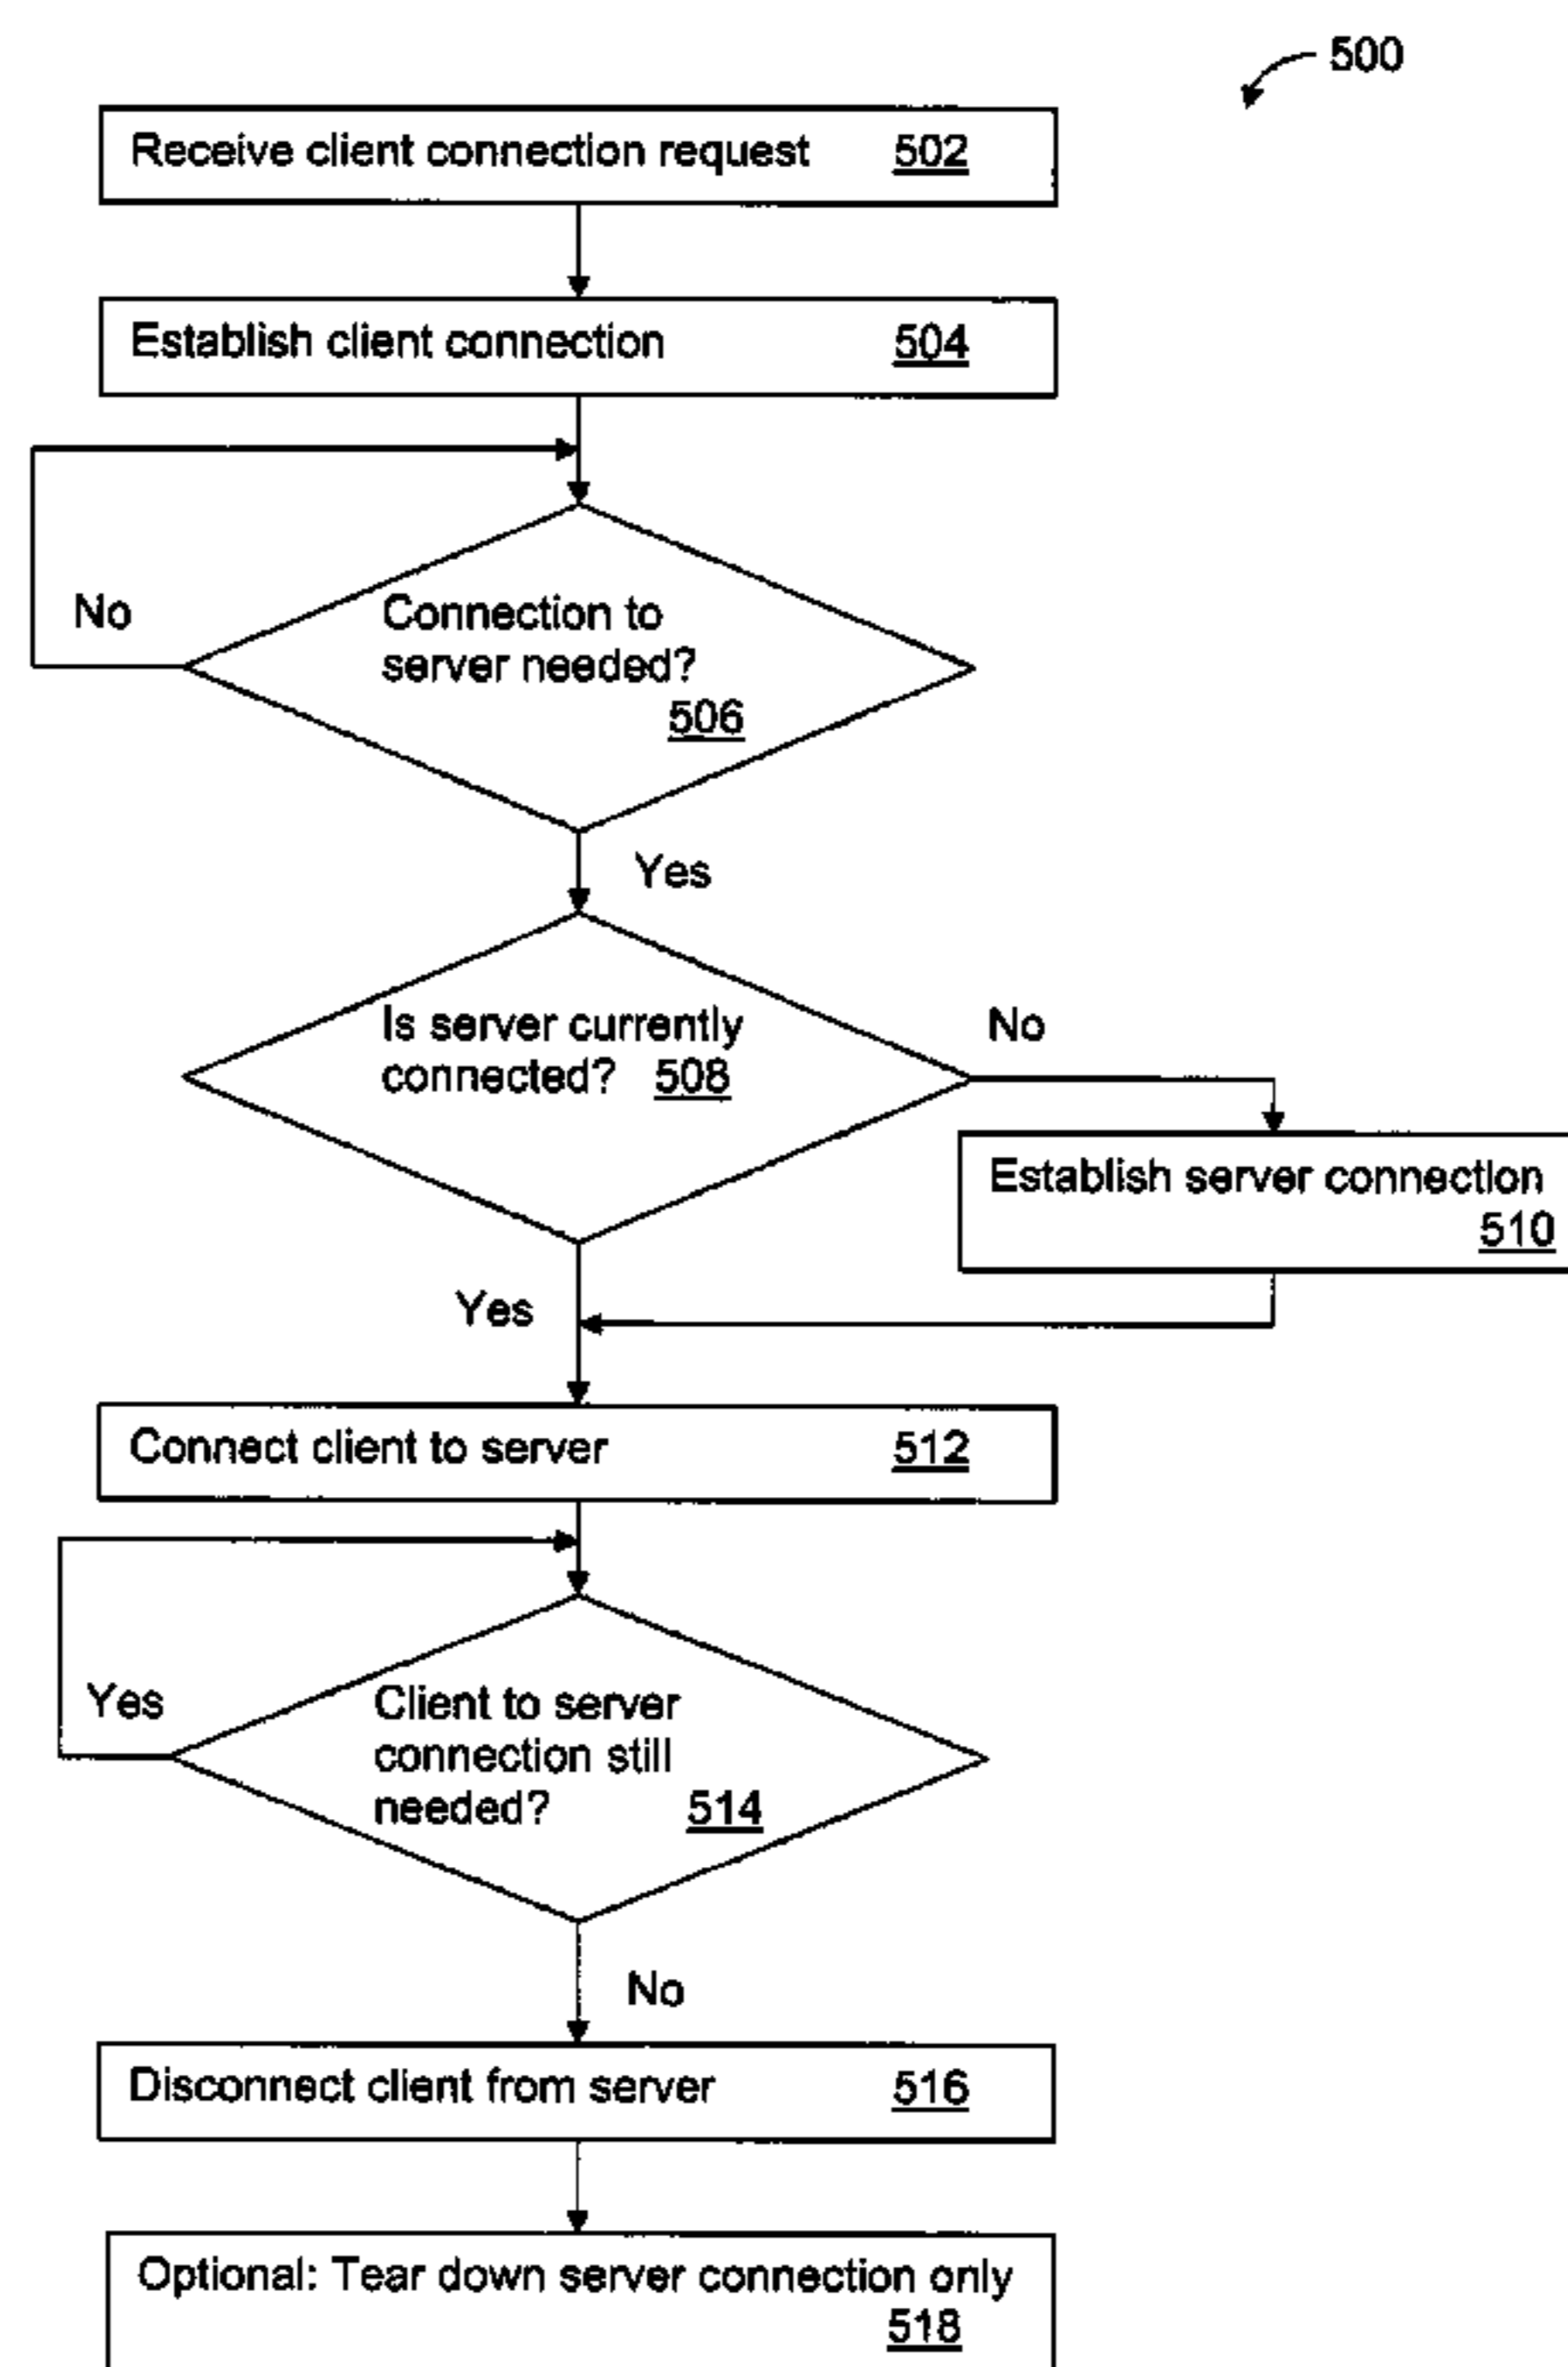 500
Receive client connection request 502
Establish client connection 504
No
Connection to
server needed?
506
Yes
Is server currently
connected? 508
No
Establish server connection
510
Yes
Connect client to server 512
Yes
Client to server
connection still
needed? 514
No
Disconnect client from server 516
Optional: Tear down server connection only
518